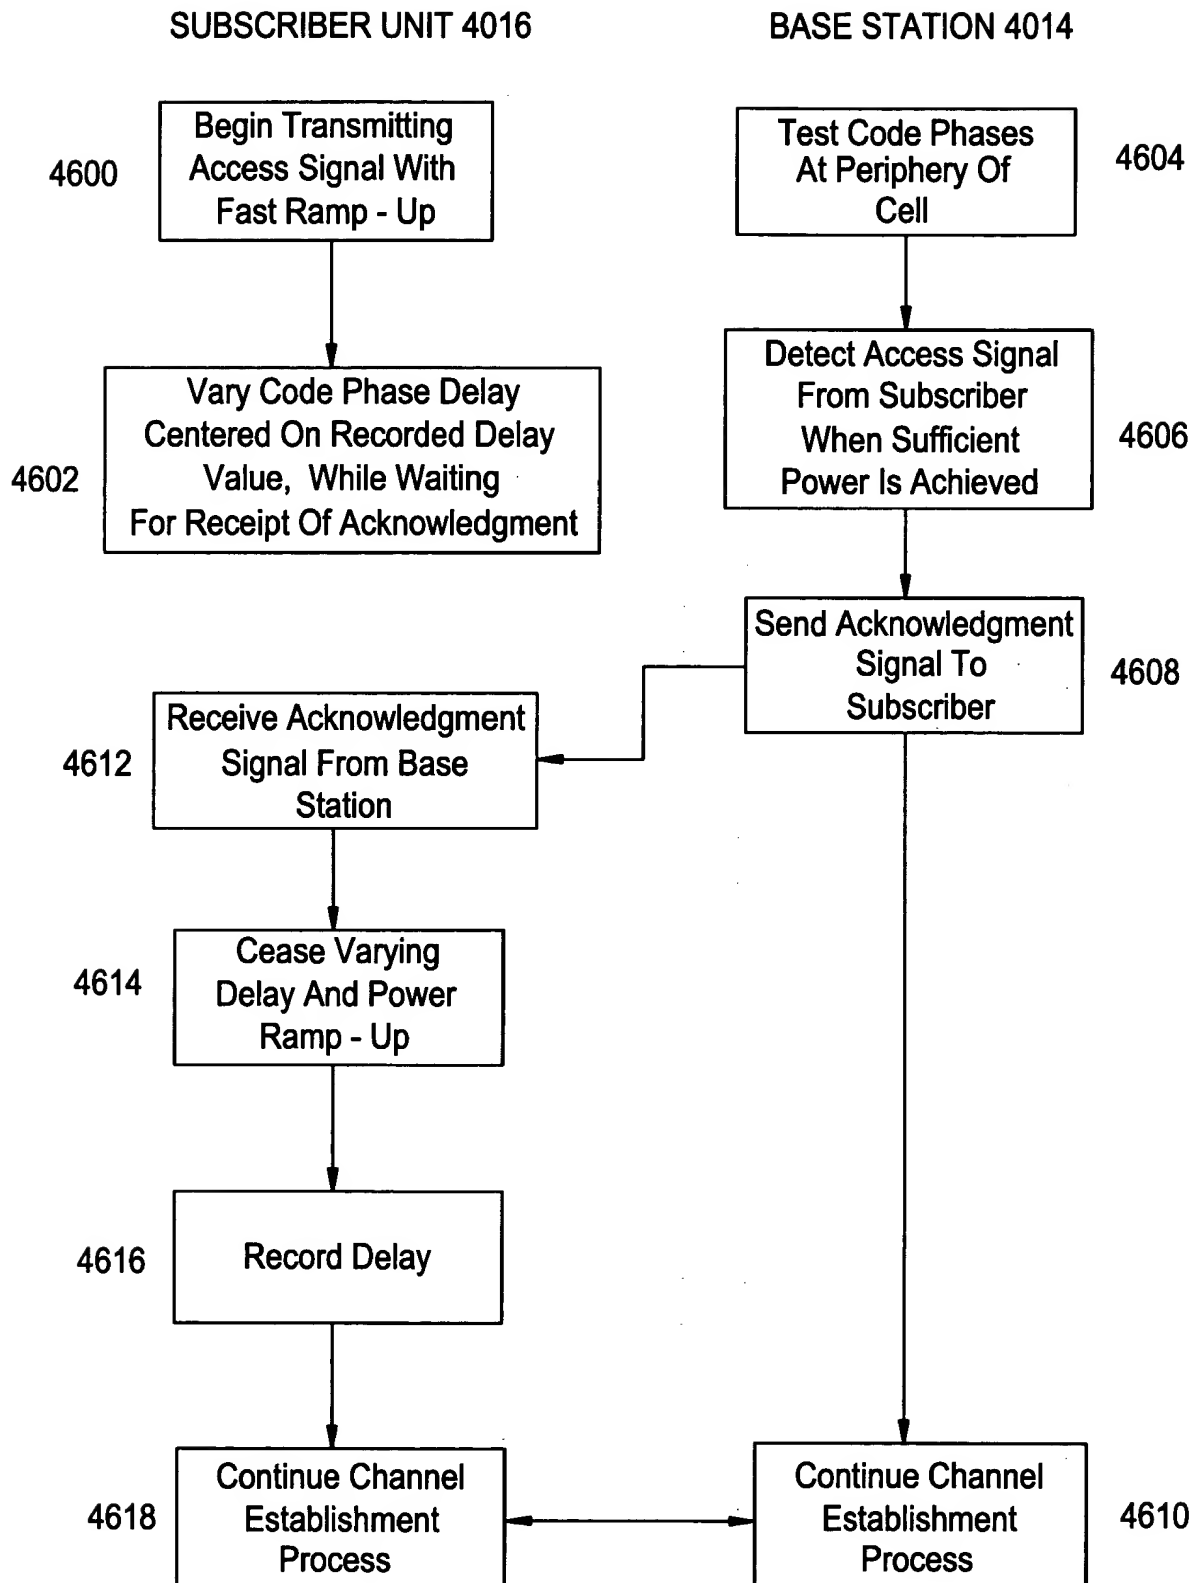 SUBSCRIBER UNIT 4016
BASE STATION 4014
4600
Begin Transmitting
Access Signal With
Fast Ramp - Up
Test Code Phases
At Periphery Of
Cell
4604
4602
Vary Code Phase Delay
Centered On Recorded Delay
Value, While Waiting
For Receipt Of Acknowledgment
Detect Access Signal
From Subscriber
When Sufficient
Power Is Achieved
4606
Send Acknowledgment
Signal To
Subscriber
4608
4612
Receive Acknowledgment
Signal From Base
Station
4614
Cease Varying
Delay And Power
Ramp - Up
4616
Record Delay
4618
Continue Channel
Establishment
Process
Continue Channel
Establishment
Process
4610